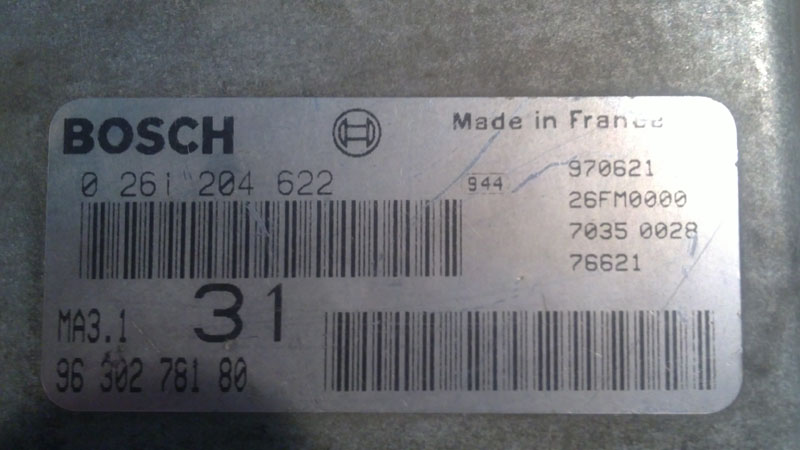 BOSCH
Made in France
0 261 204 622
944
970621
26FM0000
7035 0028
76621
MA3.1
31
96 302 781 80